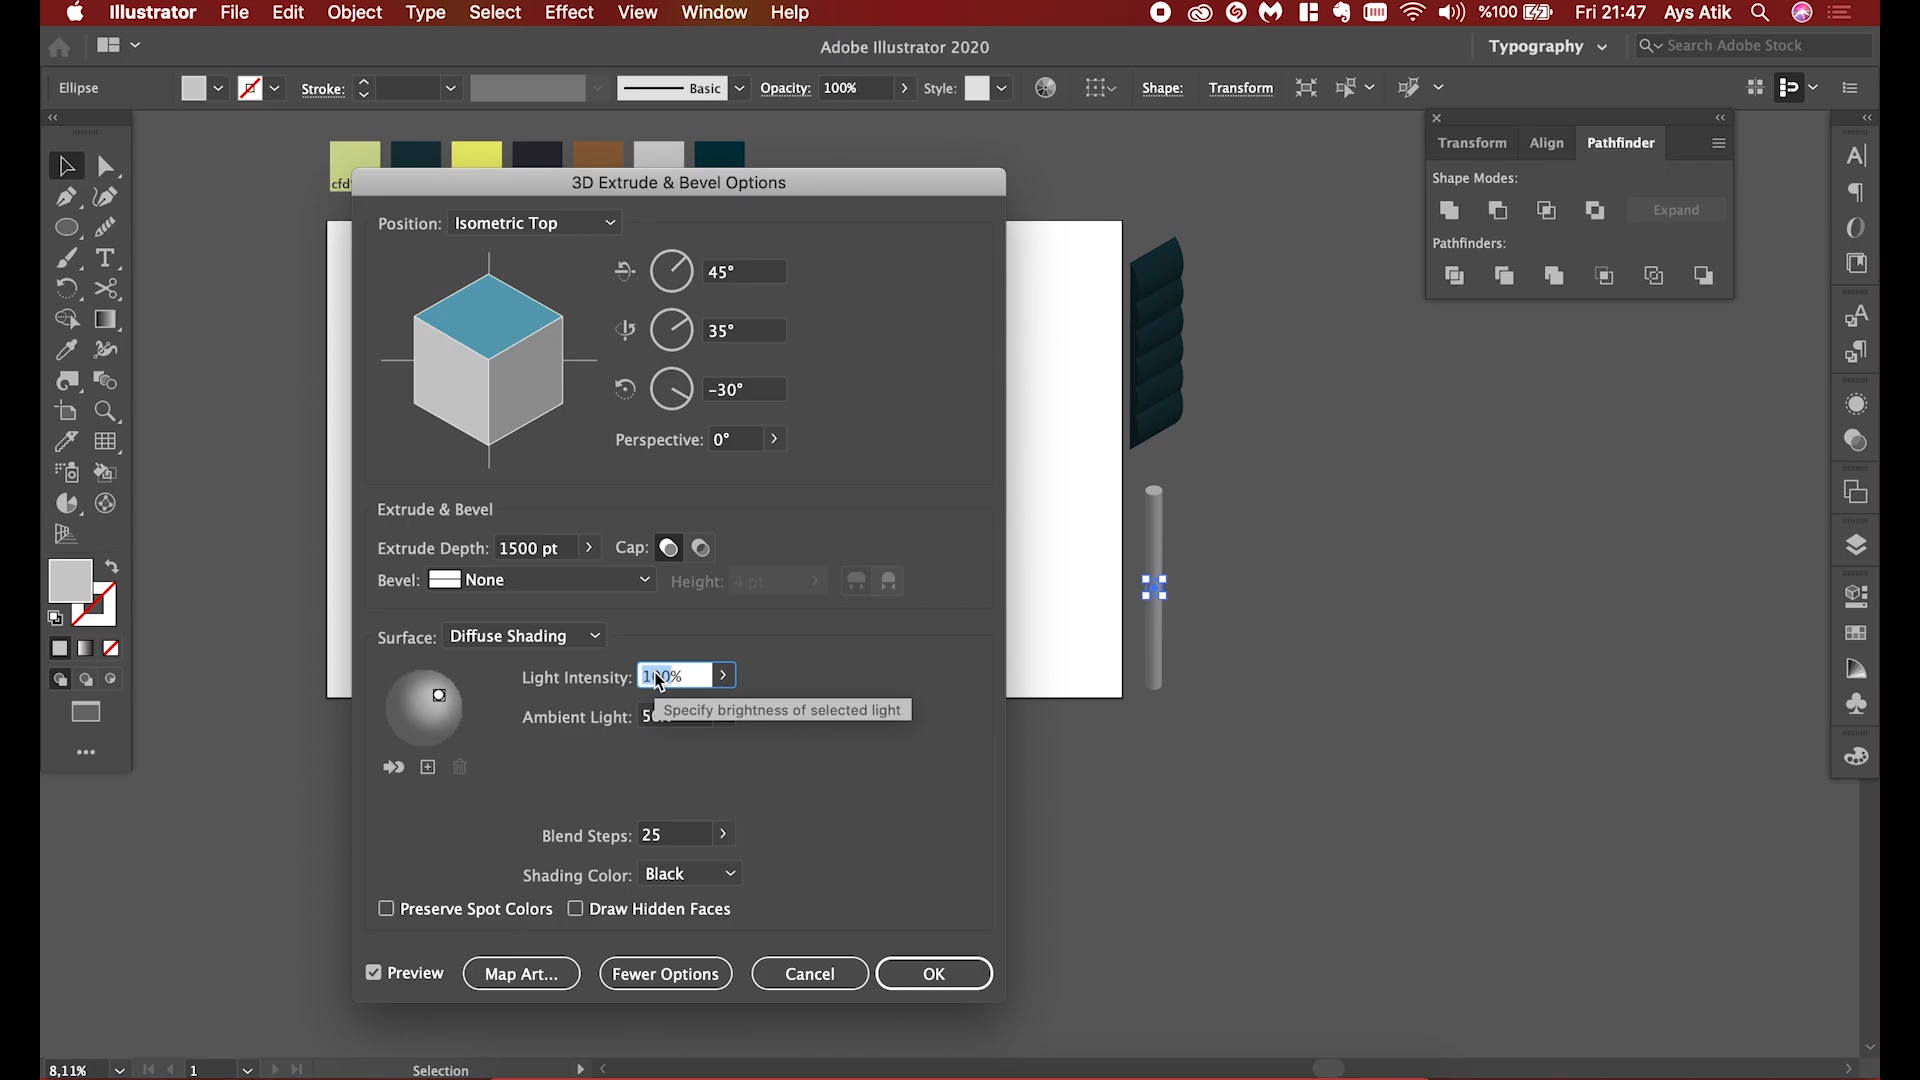 Illustrator File Edit Object Type Select Effect View Window Help %100 Fri 21:47 Ays Atik
Adobe Illustrator 2020 Typography Search Adobe Stock
Ellipse Stroke: Basic Opacity: 100% Style: Shape: Transform
Transform Align Pathfinder
Shape Modes:
Expand
Pathfinders:
3D Extrude & Bevel Options
Position: Isometric Top
45°
35°
-30°
Perspective: 0°
Extrude & Bevel
Extrude Depth: 1500 pt Cap:
Bevel: None Height: 4 pt
Surface: Diffuse Shading
Light Intensity: 100%
Specify brightness of selected light
Ambient Light:
Blend Steps: 25
Shading Color: Black
Preserve Spot Colors Draw Hidden Faces
Preview Map Art... Fewer Options Cancel OK
8,11% 1 Selection